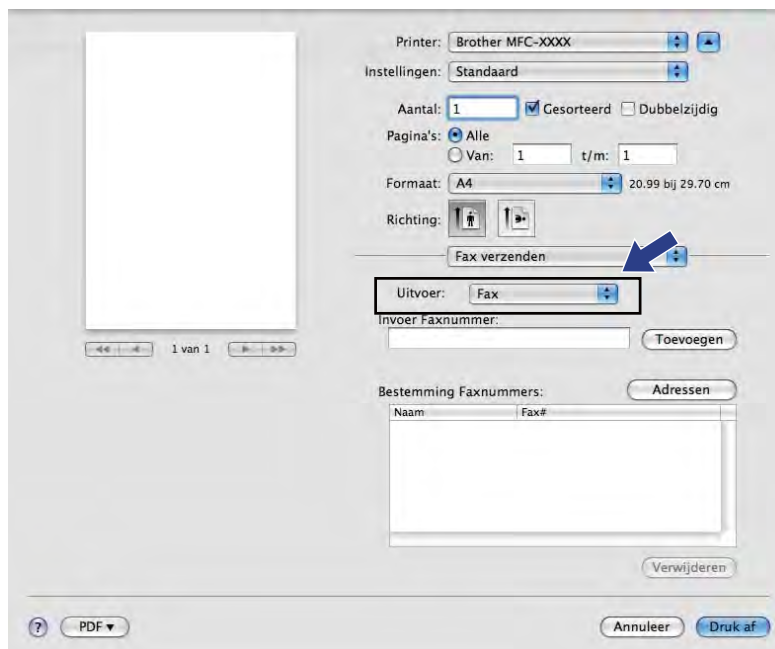 Printer: Brother MFC-XXXX
Instellingen: Standaard
Aantal: 1 Gesorteerd Dubbelzijdig
Pagina's: Alle
Van: 1 t/m: 1
Formaat: A4 20.99 bij 29.70 cm
Richting:
Fax verzenden
Uitvoer: Fax
Invoer Faxnummer:
Toevoegen
1 van 1
Bestemming Faxnummers: Adressen
Naam Fax#
Verwijderen
? PDF Annuleer Druk af